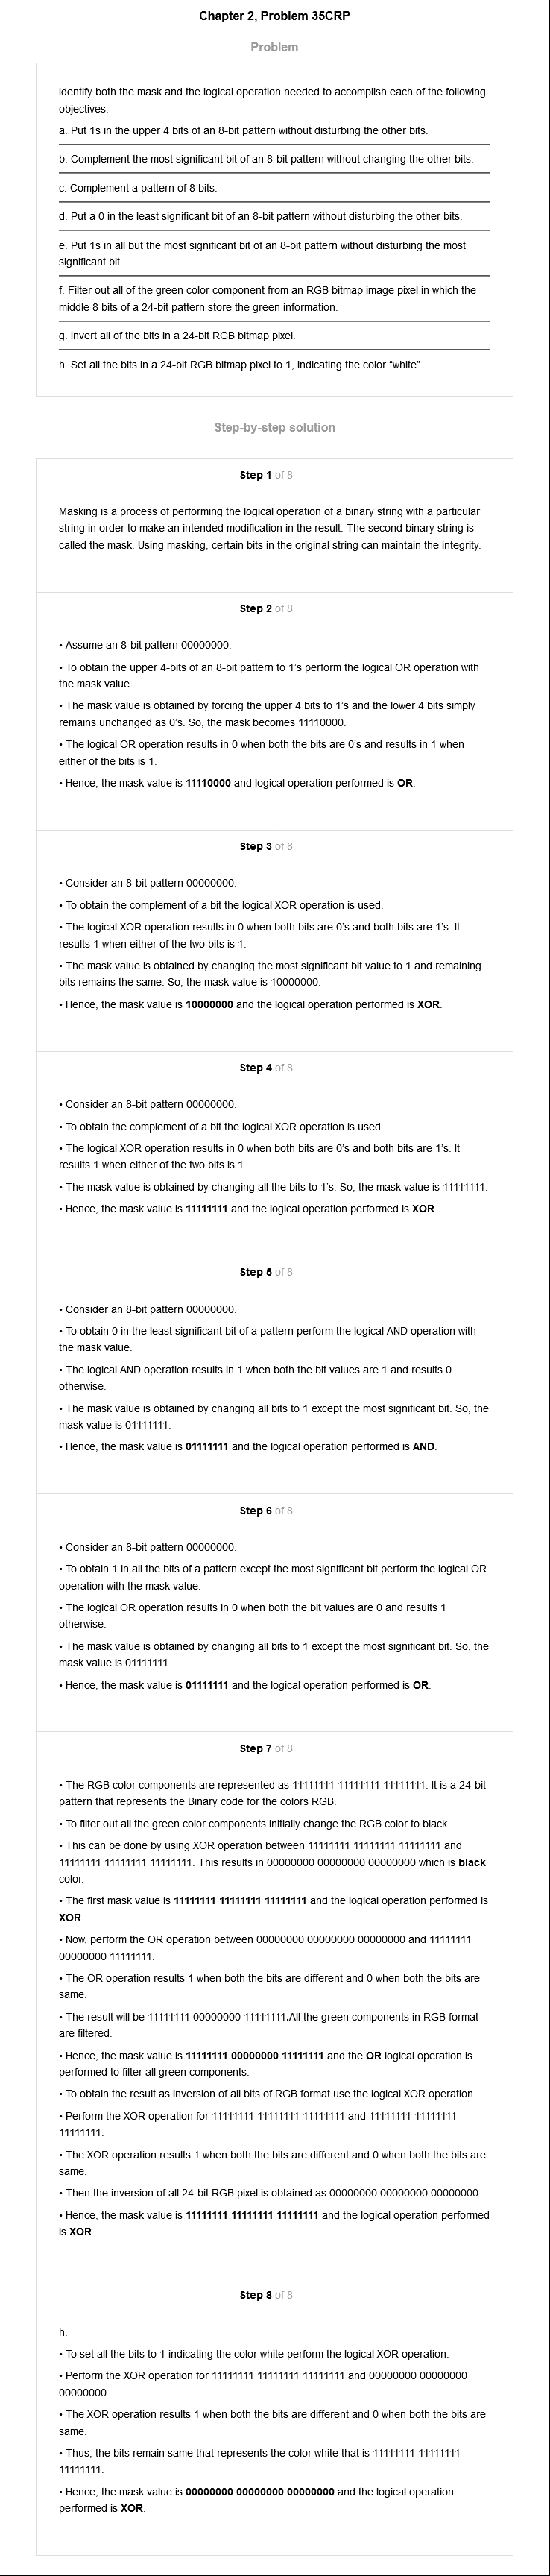 Chapter 2, Problem 35CRP
Problem
Identify both the mask and the logical operation needed to accomplish each of the following
objectives:
a. Put 1s in the upper 4 bits of an 8-bit pattern without disturbing the other bits.
b. Complement the most significant bit of an 8-bit pattern without changing the other bits.
c. Complement a pattern of 8 bits.
d. Put a 0 in the least significant bit of an 8-bit pattern without disturbing the other bits.
e. Put 1s in all but the most significant bit of an 8-bit pattern without disturbing the most
significant bit.
f. Filter out all of the green color component from an RGB bitmap image pixel in which the
middle 8 bits of a 24-bit pattern store the green information.
g. Invert all of the bits in a 24-bit RGB bitmap pixel.
h. Set all the bits in a 24-bit RGB bitmap pixel to 1, indicating the color “white”.
Step-by-step solution
Step 1 of 8
Masking is a process of performing the logical operation of a binary string with a particular
string in order to make an intended modification in the result. The second binary string is
called the mask. Using masking, certain bits in the original string can maintain the integrity.
Step 2 of 8
• Assume an 8-bit pattern 00000000.
• To obtain the upper 4-bits of an 8-bit pattern to 1’s perform the logical OR operation with
the mask value.
• The mask value is obtained by forcing the upper 4 bits to 1’s and the lower 4 bits simply
remains unchanged as 0’s. So, the mask becomes 11110000.
• The logical OR operation results in 0 when both the bits are 0’s and results in 1 when
either of the bits is 1.
• Hence, the mask value is 11110000 and logical operation performed is OR.
Step 3 of 8
• Consider an 8-bit pattern 00000000.
• To obtain the complement of a bit the logical XOR operation is used.
• The logical XOR operation results in 0 when both bits are 0’s and both bits are 1’s. It
results 1 when either of the two bits is 1.
• The mask value is obtained by changing the most significant bit value to 1 and remaining
bits remains the same. So, the mask value is 10000000.
• Hence, the mask value is 10000000 and the logical operation performed is XOR.
Step 4 of 8
• Consider an 8-bit pattern 00000000.
• To obtain the complement of a bit the logical XOR operation is used.
• The logical XOR operation results in 0 when both bits are 0’s and both bits are 1’s. It
results 1 when either of the two bits is 1.
• The mask value is obtained by changing all the bits to 1’s. So, the mask value is 11111111.
• Hence, the mask value is 11111111 and the logical operation performed is XOR.
Step 5 of 8
• Consider an 8-bit pattern 00000000.
• To obtain 0 in the least significant bit of a pattern perform the logical AND operation with
the mask value.
• The logical AND operation results in 1 when both the bit values are 1 and results 0
otherwise.
• The mask value is obtained by changing all bits to 1 except the most significant bit. So, the
mask value is 01111111.
• Hence, the mask value is 01111111 and the logical operation performed is AND.
Step 6 of 8
• Consider an 8-bit pattern 00000000.
• To obtain 1 in all the bits of a pattern except the most significant bit perform the logical OR
operation with the mask value.
• The logical OR operation results in 0 when both the bit values are 0 and results 1
otherwise.
• The mask value is obtained by changing all bits to 1 except the most significant bit. So, the
mask value is 01111111.
• Hence, the mask value is 01111111 and the logical operation performed is OR.
Step 7 of 8
• The RGB color components are represented as 11111111 11111111 11111111. It is a 24-bit
pattern that represents the Binary code for the colors RGB.
• To filter out all the green color components initially change the RGB color to black.
• This can be done by using XOR operation between 11111111 11111111 11111111 and
11111111 11111111 11111111. This results in 00000000 00000000 00000000 which is black
color.
• The first mask value is 11111111 11111111 11111111 and the logical operation performed is
XOR.
• Now, perform the OR operation between 00000000 00000000 00000000 and 11111111
00000000 11111111.
• The OR operation results 1 when both the bits are different and 0 when both the bits are
same.
• The result will be 11111111 00000000 11111111.All the green components in RGB format
are filtered.
• Hence, the mask value is 11111111 00000000 11111111 and the OR logical operation is
performed to filter all green components.
• To obtain the result as inversion of all bits of RGB format use the logical XOR operation.
• Perform the XOR operation for 11111111 11111111 11111111 and 11111111 11111111
11111111.
• The XOR operation results 1 when both the bits are different and 0 when both the bits are
same.
• Then the inversion of all 24-bit RGB pixel is obtained as 00000000 00000000 00000000.
• Hence, the mask value is 11111111 11111111 11111111 and the logical operation performed
is XOR.
Step 8 of 8
h.
• To set all the bits to 1 indicating the color white perform the logical XOR operation.
• Perform the XOR operation for 11111111 11111111 11111111 and 00000000 00000000
00000000.
• The XOR operation results 1 when both the bits are different and 0 when both the bits are
same.
• Thus, the bits remain same that represents the color white that is 11111111 11111111
11111111.
• Hence, the mask value is 00000000 00000000 00000000 and the logical operation
performed is XOR.